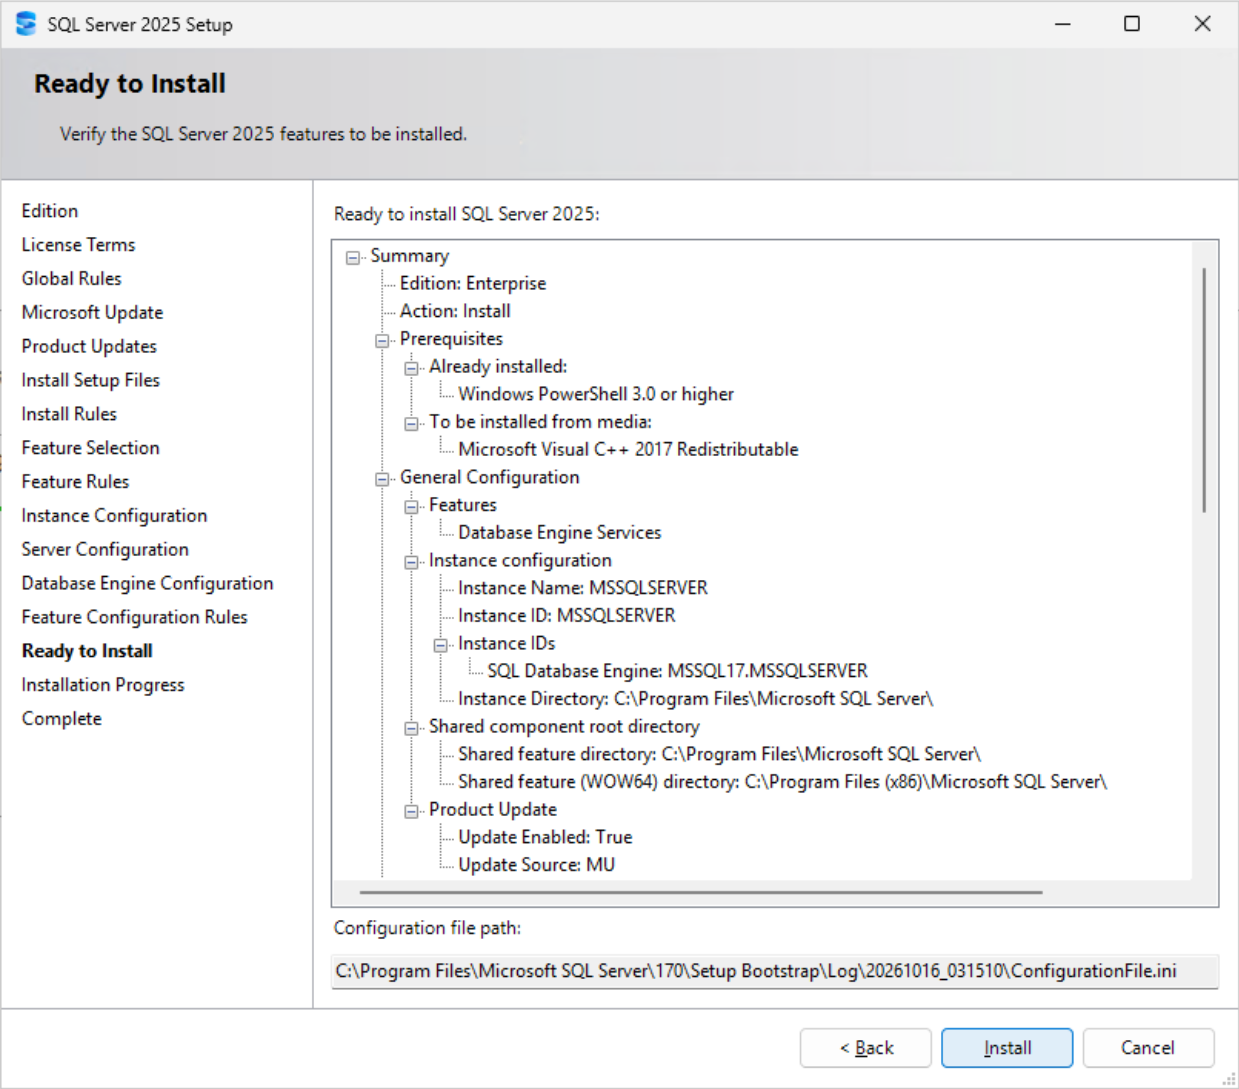 SQL Server 2025 Setup
Ready to Install
Verify the SQL Server 2025 features to be installed.
Edition
License Terms
Global Rules
Microsoft Update
Product Updates
Install Setup Files
Install Rules
Feature Selection
Feature Rules
Instance Configuration
Server Configuration
Database Engine Configuration
Feature Configuration Rules
Ready to Install
Installation Progress
Complete
Ready to install SQL Server 2025:
Summary
Edition: Enterprise
Action: Install
Prerequisites
Already installed:
Windows PowerShell 3.0 or higher
To be installed from media:
Microsoft Visual C++ 2017 Redistributable
General Configuration
Features
Database Engine Services
Instance configuration
Instance Name: MSSQLSERVER
Instance ID: MSSQLSERVER
Instance IDs
SQL Database Engine: MSSQL17.MSSQLSERVER
Instance Directory: C:\Program Files\Microsoft SQL Server\
Shared component root directory
Shared feature directory: C:\Program Files\Microsoft SQL Server\
Shared feature (WOW64) directory: C:\Program Files (x86)\Microsoft SQL Server\
Product Update
Update Enabled: True
Update Source: MU
Configuration file path:
C:\Program Files\Microsoft SQL Server\170\Setup Bootstrap\Log\20261016_031510\ConfigurationFile.ini
< Back
Install
Cancel